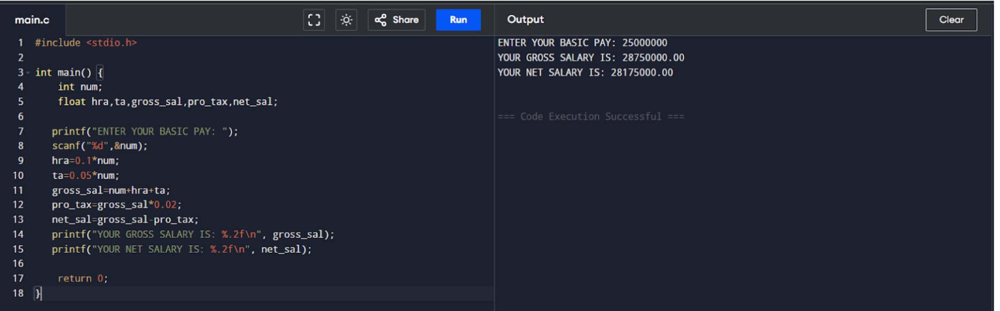 main.c
Share
Run
1 #include <stdio.h>
2
3 int main() {
4 int num;
5 float hra,ta,gross_sal,pro_tax,net_sal;
6
7 printf("ENTER YOUR BASIC PAY: ");
8 scanf("%d",&num);
9 hra=0.1*num;
10 ta=0.05*num;
11 gross_sal=num+hra+ta;
12 pro_tax=gross_sal*0.02;
13 net_sal=gross_sal-pro_tax;
14 printf("YOUR GROSS SALARY IS: %.2f\n", gross_sal);
15 printf("YOUR NET SALARY IS: %.2f\n", net_sal);
16
17 return 0;
18 }
Output
Clear
ENTER YOUR BASIC PAY: 25000000
YOUR GROSS SALARY IS: 28750000.00
YOUR NET SALARY IS: 28175000.00
=== Code Execution Successful ===